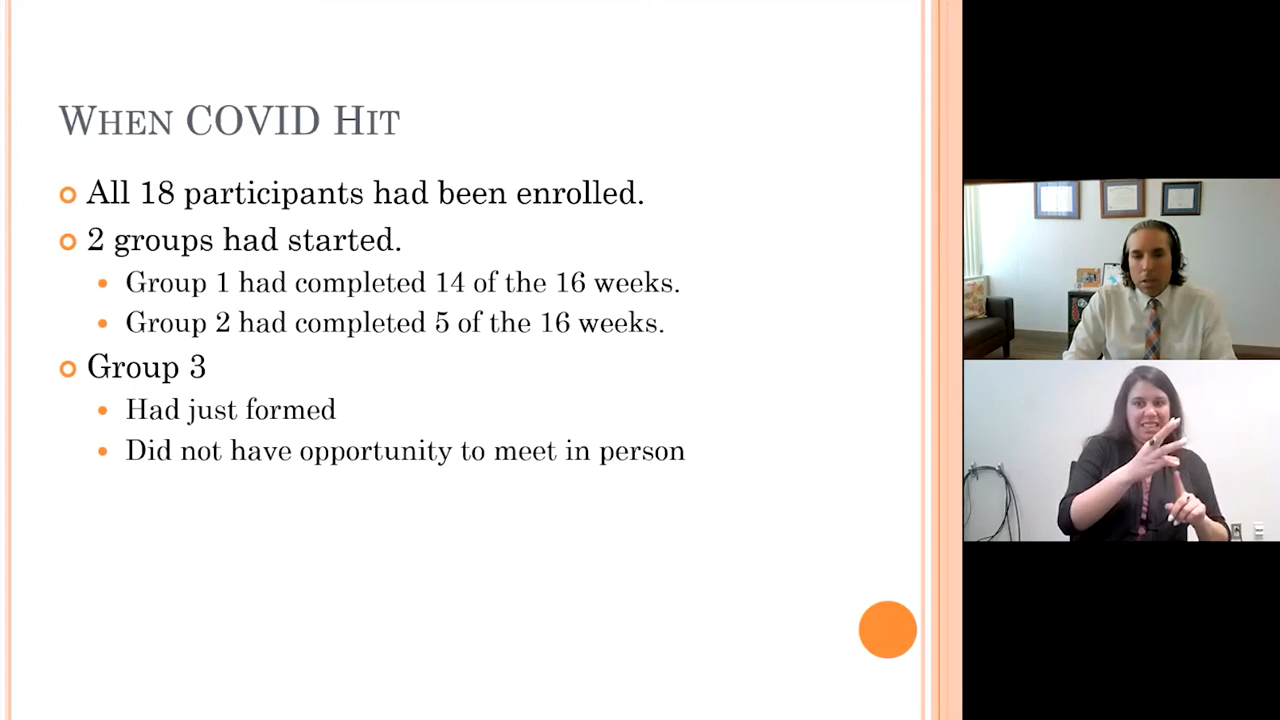 When COVID Hit
All 18 participants had been enrolled.
2 groups had started.
Group 1 had completed 14 of the 16 weeks.
Group 2 had completed 5 of the 16 weeks.
Group 3
Had just formed
Did not have opportunity to meet in person